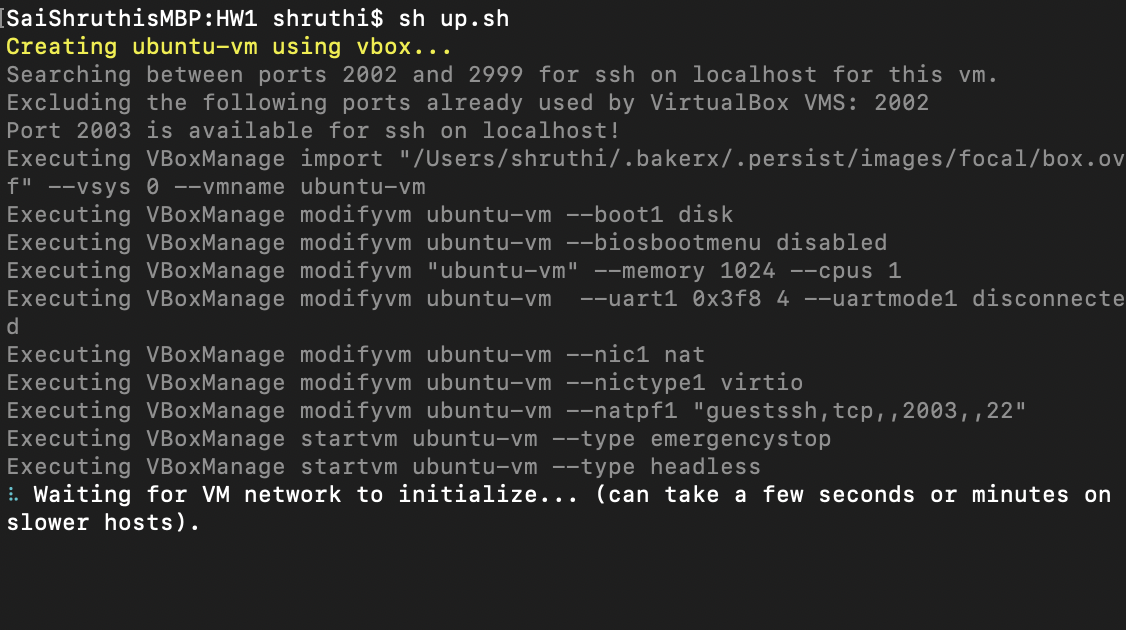 [SaiShruthisMBP:HW1 shruthi$ sh up.sh
Creating ubuntu-vm using vbox...
Searching between ports 2002 and 2999 for ssh on localhost for this vm.
Excluding the following ports already used by VirtualBox VMS: 2002
Port 2003 is available for ssh on localhost!
Executing VBoxManage import "/Users/shruthi/.bakerx/.persist/images/focal/box.ov
f" --vsys 0 --vmname ubuntu-vm
Executing VBoxManage modifyvm ubuntu-vm --boot1 disk
Executing VBoxManage modifyvm ubuntu-vm --biosbootmenu disabled
Executing VBoxManage modifyvm "ubuntu-vm" --memory 1024 --cpus 1
Executing VBoxManage modifyvm ubuntu-vm  --uart1 0x3f8 4 --uartmode1 disconnecte
d
Executing VBoxManage modifyvm ubuntu-vm --nic1 nat
Executing VBoxManage modifyvm ubuntu-vm --nictype1 virtio
Executing VBoxManage modifyvm ubuntu-vm --natpf1 "guestssh,tcp,,2003,,22"
Executing VBoxManage startvm ubuntu-vm --type emergencystop
Executing VBoxManage startvm ubuntu-vm --type headless
Waiting for VM network to initialize... (can take a few seconds or minutes on
slower hosts).